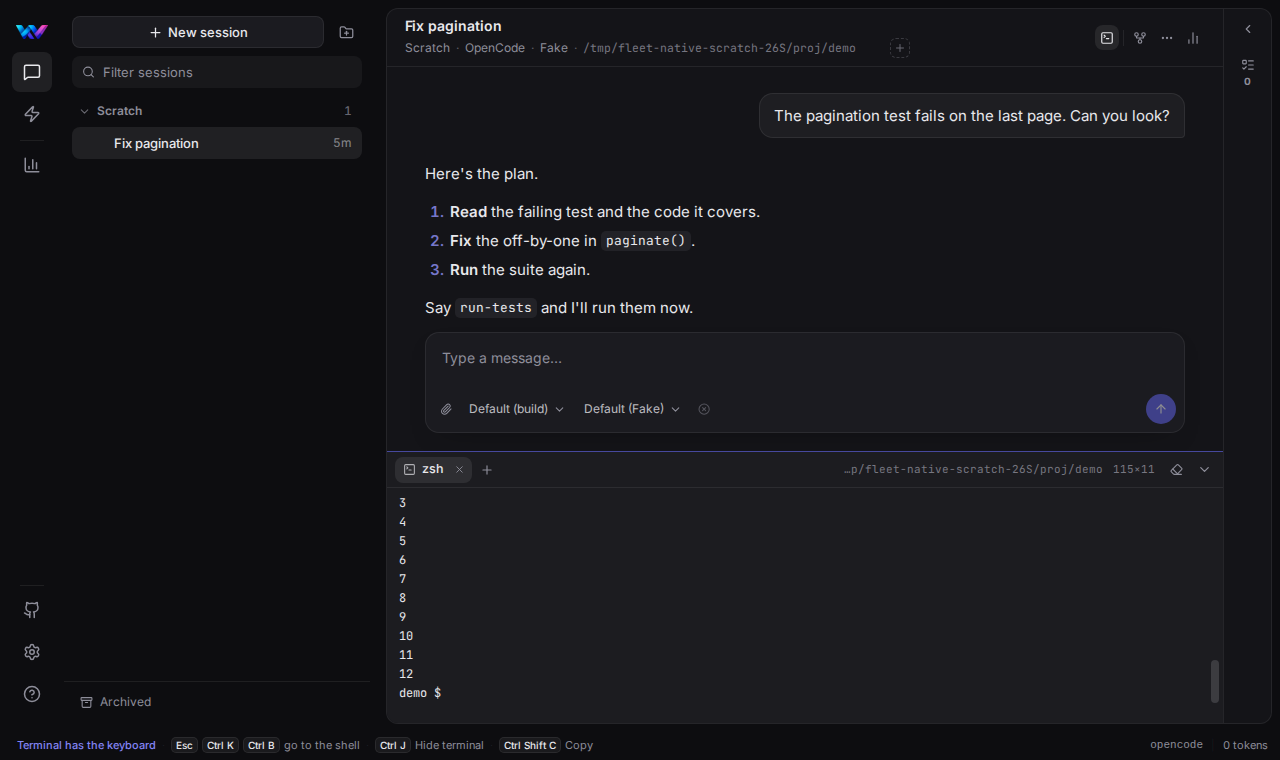 New session
Filter sessions
Scratch 1
Fix pagination 5m
Archived
Fix pagination
Scratch · OpenCode · Fake · /tmp/fleet-native-scratch-26S/proj/demo
0
The pagination test fails on the last page. Can you look?
Here's the plan.
1. Read the failing test and the code it covers.
2. Fix the off-by-one in paginate().
3. Run the suite again.
Say run-tests and I'll run them now.
Type a message...
Default (build) Default (Fake)
zsh …p/fleet-native-scratch-26S/proj/demo 115×11
3
4
5
6
7
8
9
10
11
12
demo $
Terminal has the keyboard Esc Ctrl K Ctrl B go to the shell Ctrl J Hide terminal Ctrl Shift C Copy opencode 0 tokens